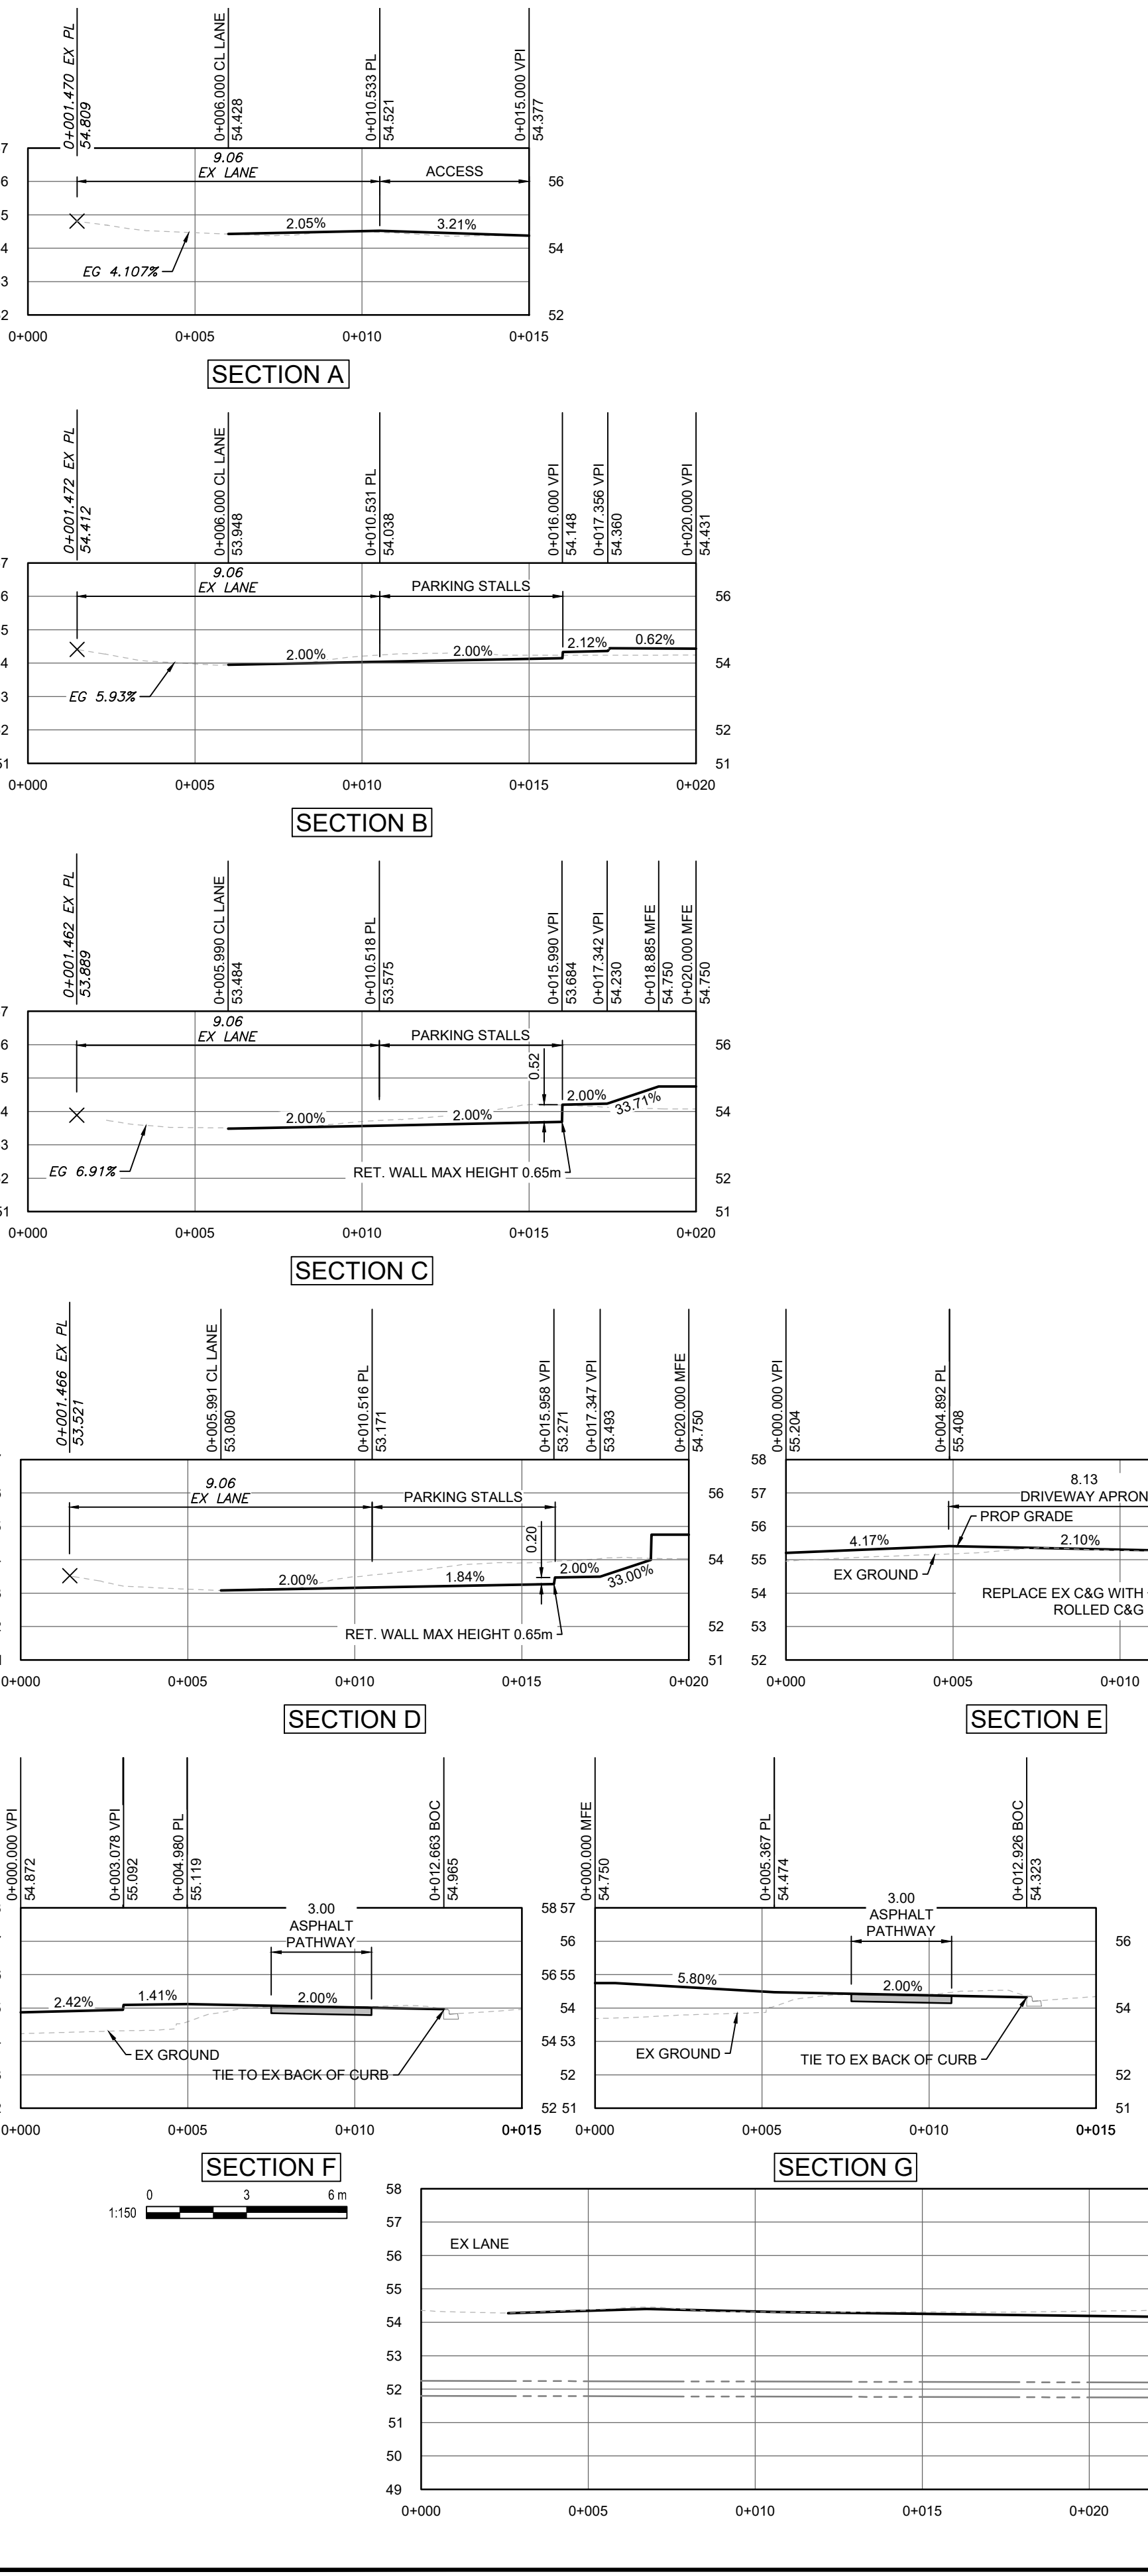 0+001.470 EX PL
54.809
0+006.000 CL LANE
54.428
0+010.533 PL
54.521
0+015.000 VPI
54.377
9.06
EX LANE
ACCESS
56
56
2.05%
3.21%
54
EG 4.107%
52
0+000
0+005
0+010
0+015
SECTION A
0+001.472 EX PL
54.412
0+006.000 CL LANE
53.948
0+010.531 PL
54.038
0+016.000 VPI
54.148
0+017.356 VPI
54.360
0+020.000 VPI
54.431
9.06
EX LANE
PARKING STALLS
56
2.00%
2.00%
2.12%
0.62%
54
EG 5.93%
52
51
0+000
0+005
0+010
0+015
0+020
SECTION B
0+001.462 EX PL
53.889
0+005.990 CL LANE
53.484
0+010.518 PL
53.575
0+015.990 VPI
53.684
0+017.342 VPI
54.230
0+018.885 MFE
54.750
0+020.000 MFE
54.750
9.06
EX LANE
PARKING STALLS
56
0.52
2.00%
33.71%
2.00%
2.00%
54
EG 6.91%
RET. WALL MAX HEIGHT 0.65m
52
51
0+000
0+005
0+010
0+015
0+020
SECTION C
0+001.466 EX PL
53.521
0+005.991 CL LANE
53.080
0+010.516 PL
53.171
0+015.958 VPI
53.271
0+017.347 VPI
53.493
0+020.000 MFE
54.750
9.06
EX LANE
PARKING STALLS
56
0.20
2.00%
33.00%
2.00%
1.84%
54
RET. WALL MAX HEIGHT 0.65m
52
51
0+000
0+005
0+010
0+015
0+020
SECTION D
0+000.000 VPI
55.204
0+004.892 PL
55.408
58
57
56
55
54
53
52
8.13
DRIVEWAY APRON
PROP GRADE
4.17%
2.10%
EX GROUND
REPLACE EX C&G WITH
ROLLED C&G
0+000
0+005
0+010
SECTION E
0+000.000 VPI
54.872
0+003.078 VPI
55.092
0+004.980 PL
55.119
0+012.663 BOC
54.965
3.00
ASPHALT
PATHWAY
58
56
54
52
2.42%
1.41%
2.00%
EX GROUND
TIE TO EX BACK OF CURB
0+000
0+005
0+010
0+015
SECTION F
0+000.000 MFE
54.750
0+005.367 PL
54.474
0+012.926 BOC
54.323
57
56
55
54
53
52
51
3.00
ASPHALT
PATHWAY
5.80%
2.00%
EX GROUND
TIE TO EX BACK OF CURB
56
54
52
51
0+000
0+005
0+010
0+015
SECTION G
1:150
0
3
6 m
58
57
56
55
54
53
52
51
50
49
EX LANE
0+000
0+005
0+010
0+015
0+020